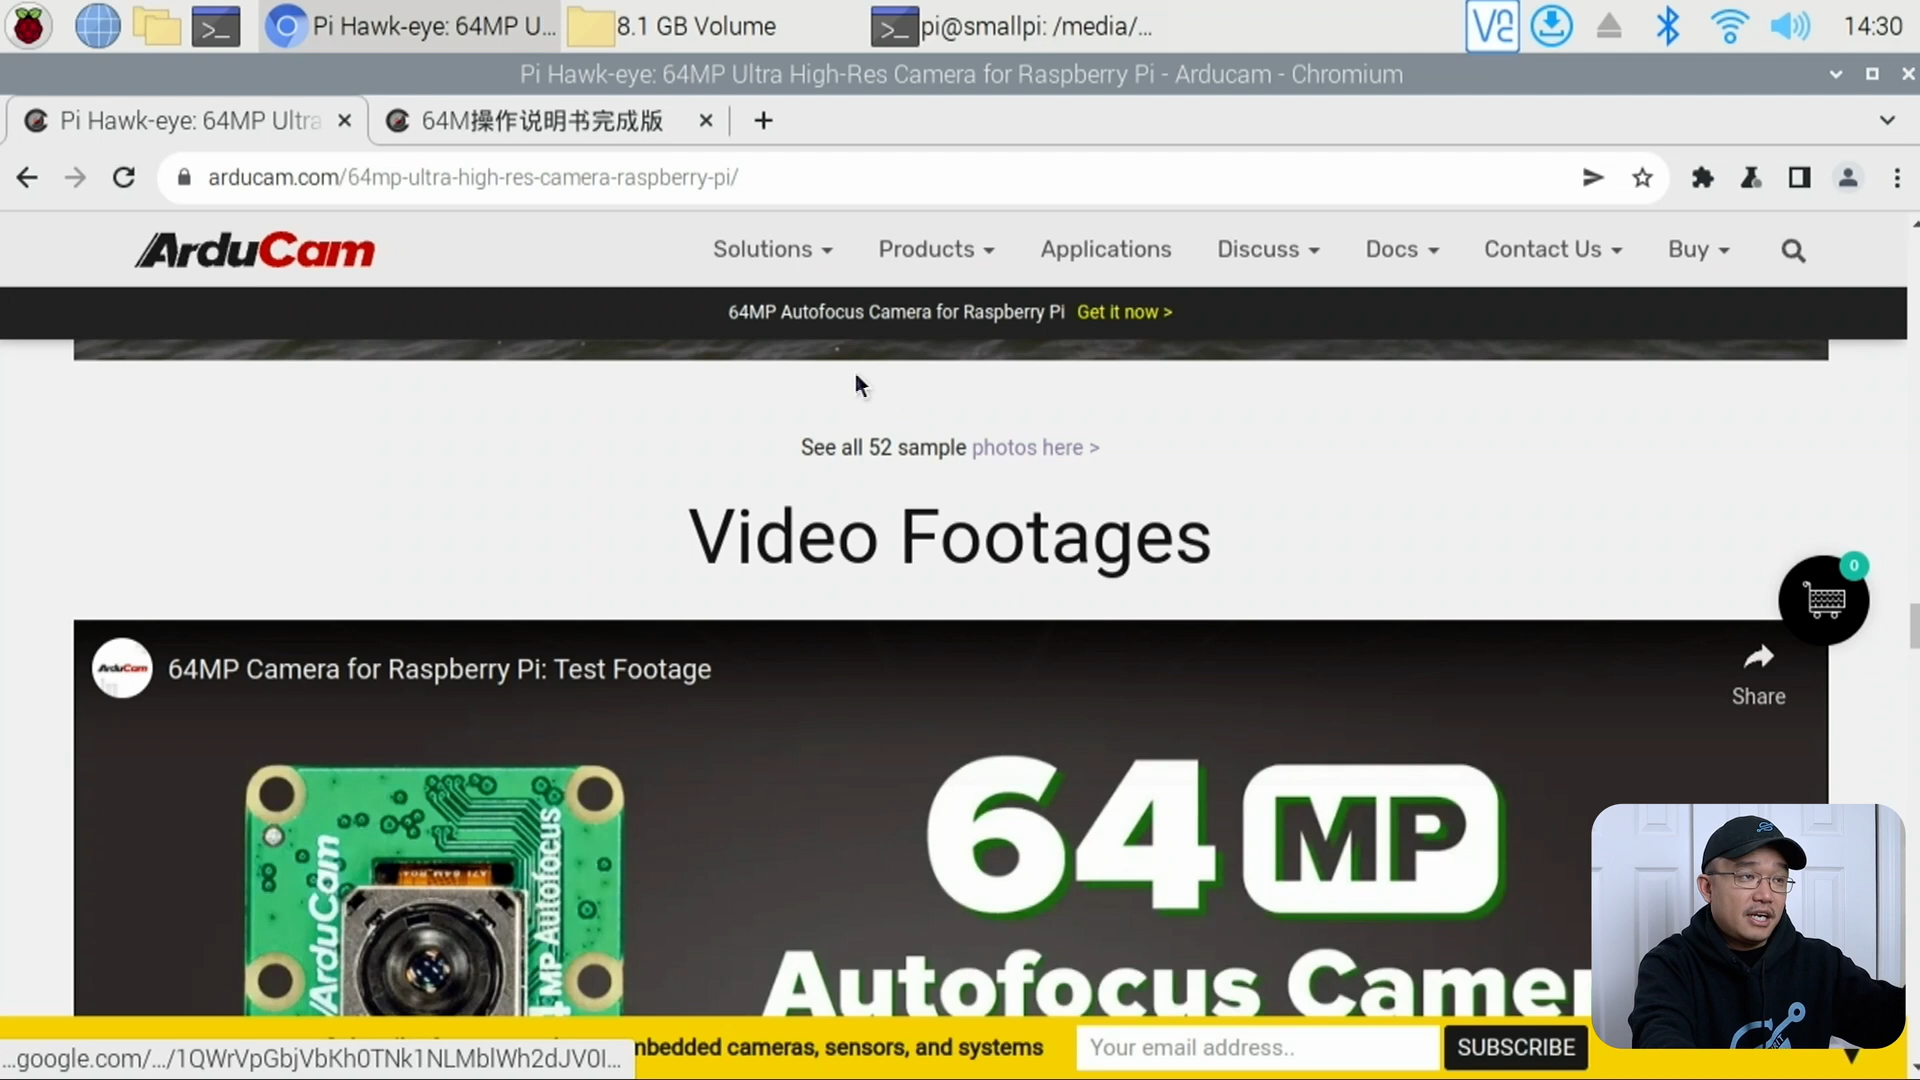 Pi Hawk-eye: 64MP U...
8.1 GB Volume
pi@smallpi: /media/...
14:30
Pi Hawk-eye: 64MP Ultra High-Res Camera for Raspberry Pi - Arducam - Chromium
Pi Hawk-eye: 64MP Ultra
64M操作说明书完成版
arducam.com/64mp-ultra-high-res-camera-raspberry-pi/
ArduCam
Solutions
Products
Applications
Discuss
Docs
Contact Us
Buy
64MP Autofocus Camera for Raspberry Pi Get it now >
See all 52 sample photos here >
Video Footages
0
ArduCam
64MP Camera for Raspberry Pi: Test Footage
Share
ArduCam
MP Autofocus
64 MP
Autofocus Camer
mbedded cameras, sensors, and systems
Your email address..
SUBSCRIBE
...google.com/.../1QWrVpGbjVbKh0TNk1NLMblWh2dJV0I...